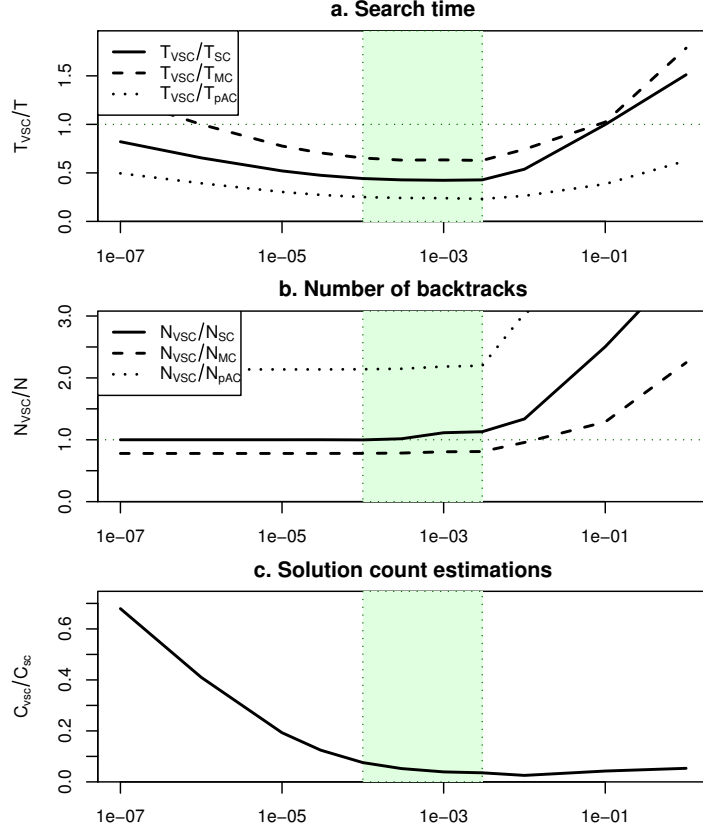 a. Search time
T_VSC/T_SC
T_VSC/T_MC
T_VSC/T_pAC
T_VSC/T
0.0 0.5 1.0 1.5
1e−07 1e−05 1e−03 1e−01
b. Number of backtracks
N_VSC/N_SC
N_VSC/N_MC
N_VSC/N_pAC
N_VSC/N
0.0 1.0 2.0 3.0
1e−07 1e−05 1e−03 1e−01
c. Solution count estimations
C_vsc/C_sc
0.0 0.2 0.4 0.6
1e−07 1e−05 1e−03 1e−01